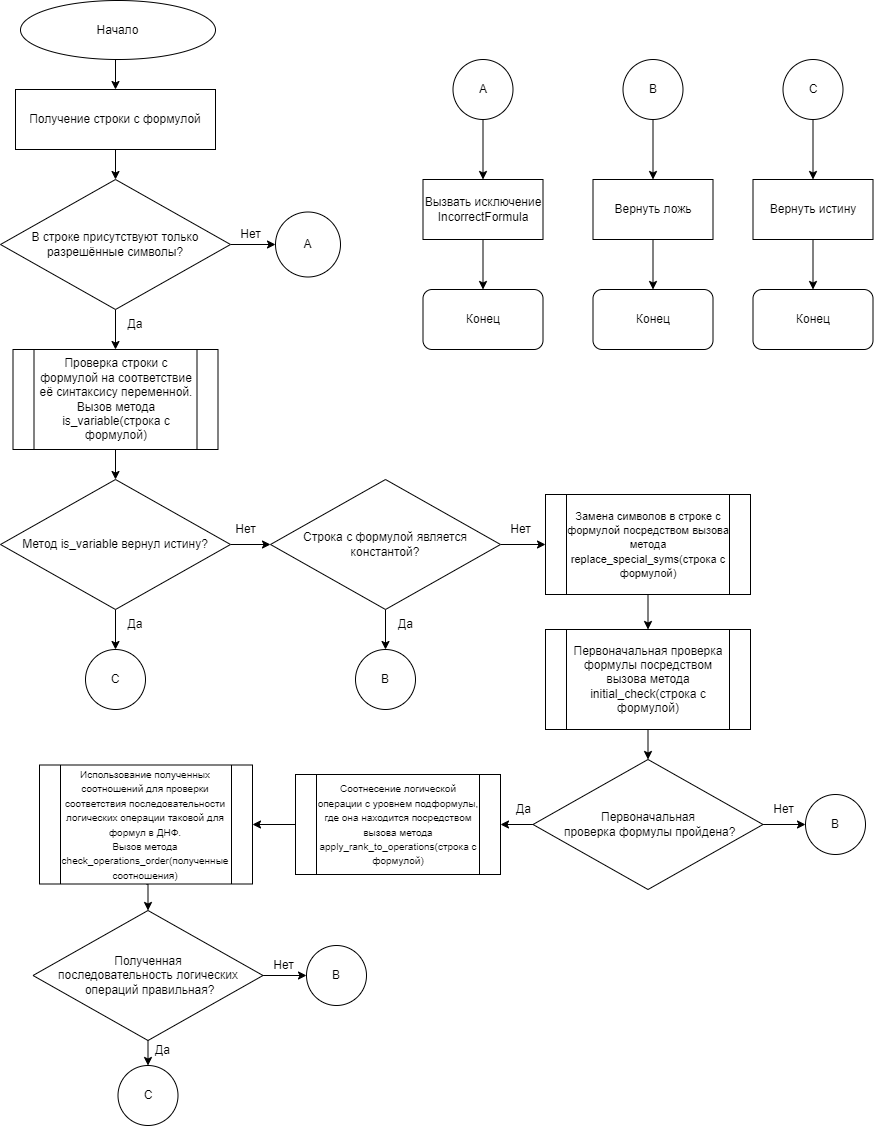 Начало
Получение строки с формулой
В строке присутствуют только
разрешённые символы?
Нет
A
Да
Проверка строки с
формулой на соответствие
её синтаксису переменной.
Вызов метода
is_variable(строка с
формулой)
Метод is_variable вернул истину?
Нет
Да
C
Строка с формулой является
константой?
Нет
Да
B
Замена символов в строке с
формулой посредством вызова
метода
replace_special_syms(строка с
формулой)
Первоначальная проверка
формулы посредством
вызова метода
initial_check(строка с
формулой)
Первоначальная
проверка формулы пройдена?
Нет
B
Да
Соотнесение логической
операции с уровнем подформулы,
где она находится посредством
вызова метода
apply_rank_to_operations(строка с
формулой)
Использование полученных
соотношений для проверки
соответствия последовательности
логических операции таковой для
формул в ДНФ.
Вызов метода
check_operations_order(полученные
соотношения)
Полученная
последовательность логических
операций правильная?
Нет
B
Да
C
A
Вызвать исключение
IncorrectFormula
Конец
B
Вернуть ложь
Конец
C
Вернуть истину
Конец